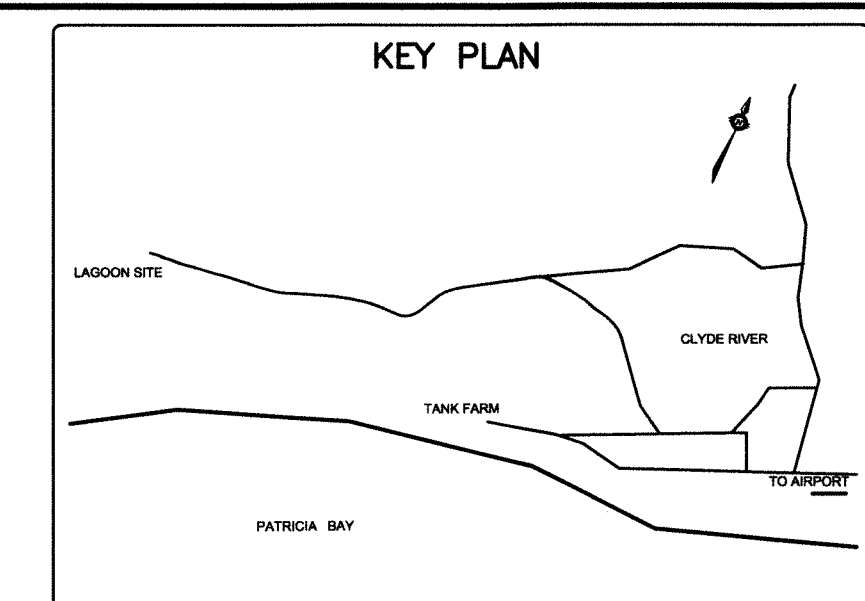 KEY PLAN
LAGOON SITE
CLYDE RIVER
TANK FARM
TO AIRPORT
PATRICIA BAY